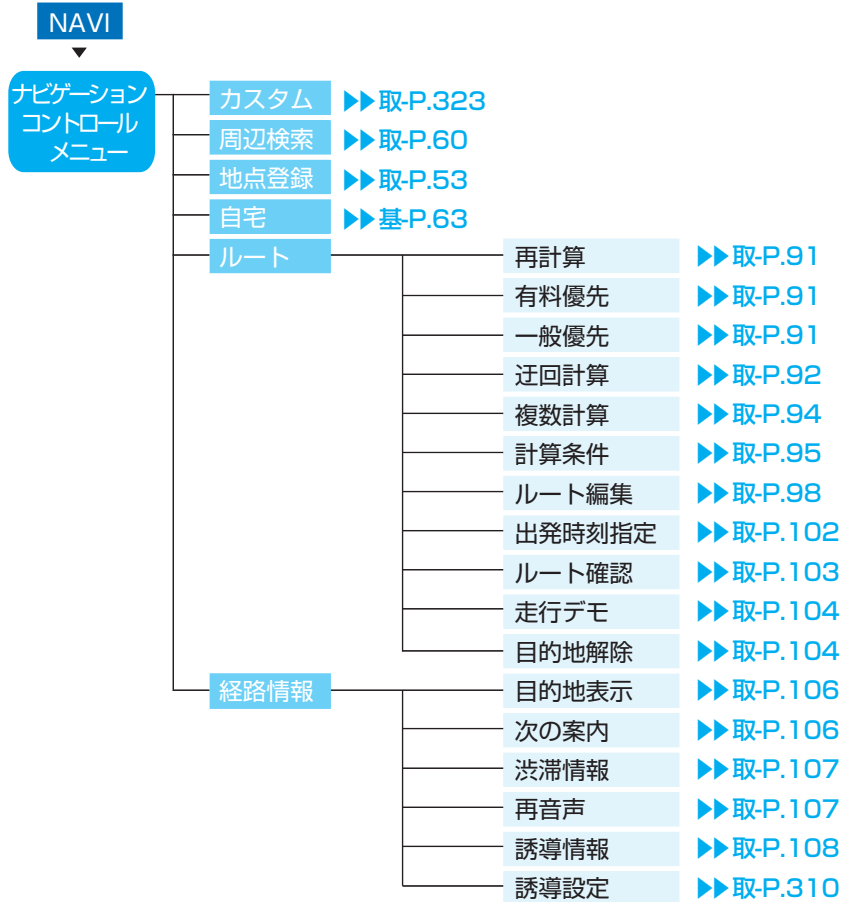 NAVI
ナビゲーション
コントロール
メニュー
カスタム ▶▶取-P.323
周辺検索 ▶▶取-P.60
地点登録 ▶▶取-P.53
自宅 ▶▶基-P.63
ルート
再計算 ▶▶取-P.91
有料優先 ▶▶取-P.91
一般優先 ▶▶取-P.91
迂回計算 ▶▶取-P.92
複数計算 ▶▶取-P.94
計算条件 ▶▶取-P.95
ルート編集 ▶▶取-P.98
出発時刻指定 ▶▶取-P.102
ルート確認 ▶▶取-P.103
走行デモ ▶▶取-P.104
目的地解除 ▶▶取-P.104
経路情報
目的地表示 ▶▶取-P.106
次の案内 ▶▶取-P.106
渋滞情報 ▶▶取-P.107
再音声 ▶▶取-P.107
誘導情報 ▶▶取-P.108
誘導設定 ▶▶取-P.310